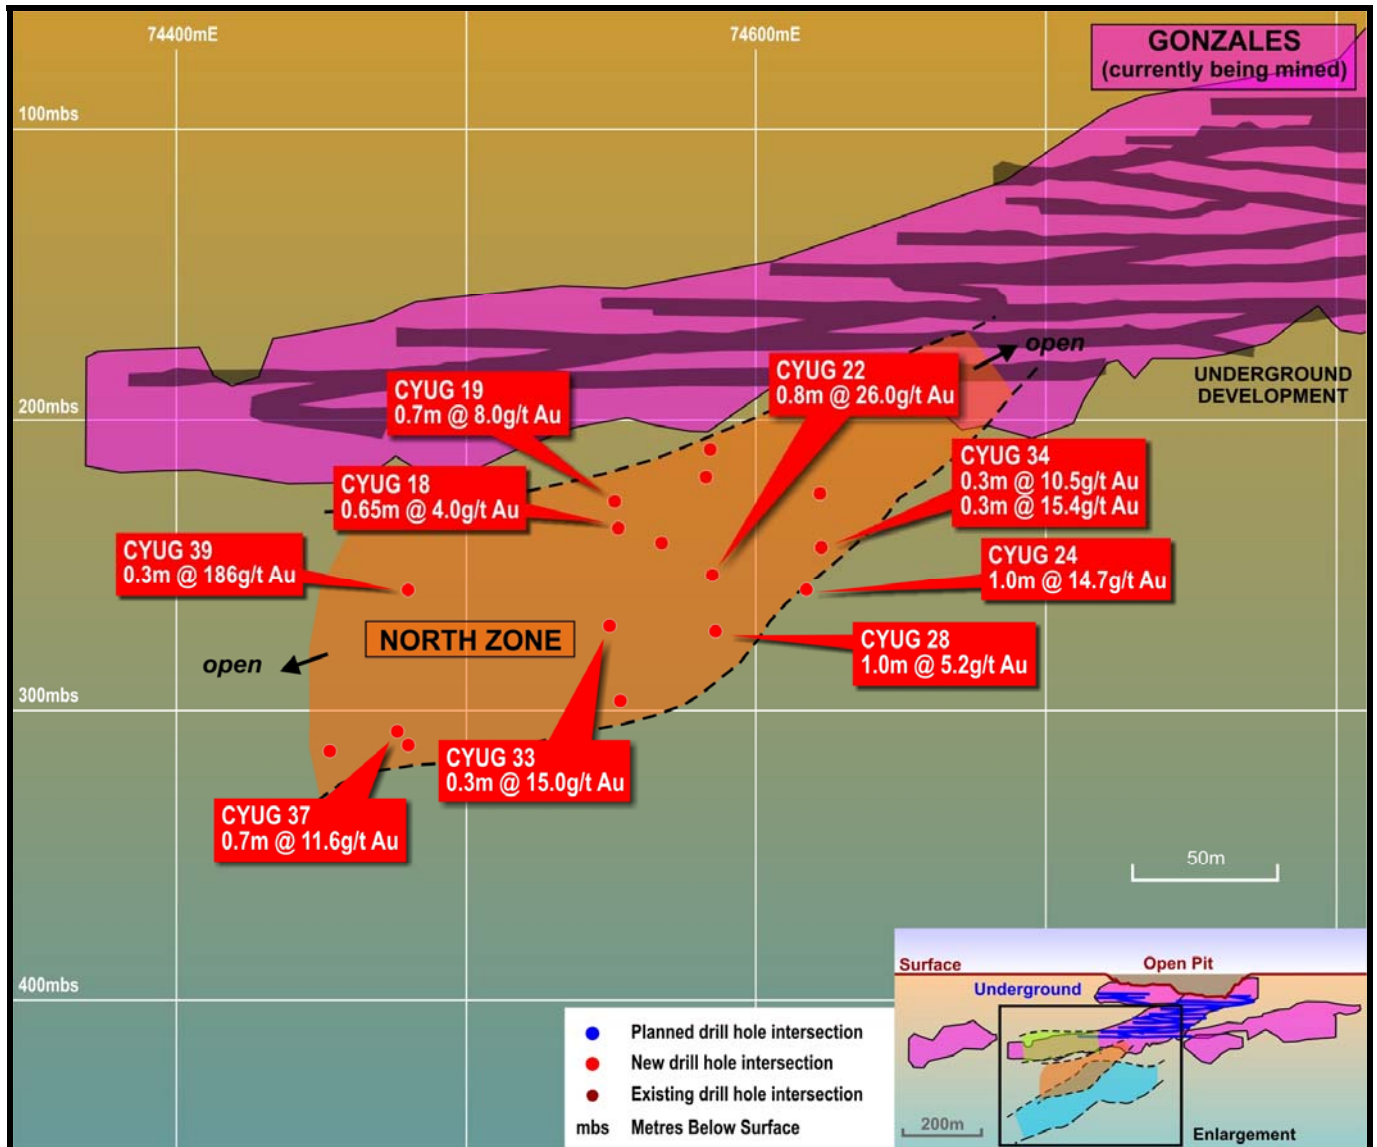 74400mE
74600mE
GONZALES
(currently being mined)
100mbs
open
UNDERGROUND
DEVELOPMENT
200mbs
CYUG 19
0.7m @ 8.0g/t Au
CYUG 22
0.8m @ 26.0g/t Au
CYUG 34
0.3m @ 10.5g/t Au
0.3m @ 15.4g/t Au
CYUG 18
0.65m @ 4.0g/t Au
CYUG 39
0.3m @ 186g/t Au
CYUG 24
1.0m @ 14.7g/t Au
NORTH ZONE
CYUG 28
1.0m @ 5.2g/t Au
open
300mbs
CYUG 33
0.3m @ 15.0g/t Au
CYUG 37
0.7m @ 11.6g/t Au
50m
400mbs
Planned drill hole intersection
New drill hole intersection
Existing drill hole intersection
mbs Metres Below Surface
Surface
Open Pit
Underground
200m
Enlargement